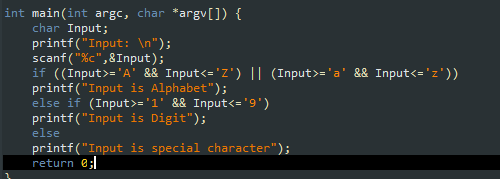 int main(int argc, char *argv[]) {
char Input;
printf("Input: \n");
scanf("%c",&Input);
if ((Input>='A' && Input<='Z') || (Input>='a' && Input<='z'))
printf("Input is Alphabet");
else if (Input>='1' && Input<='9')
printf("Input is Digit");
else
printf("Input is special character");
return 0;
}